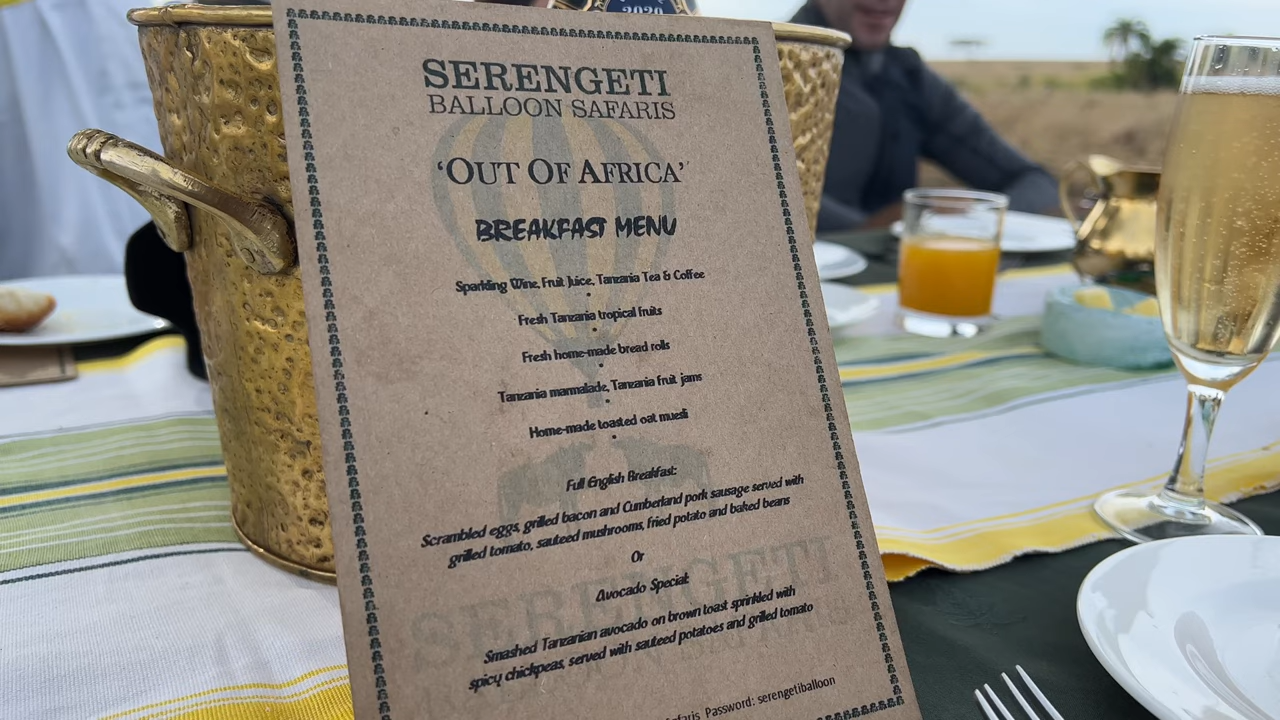 2020
SERENGETI
BALLOON SAFARIS
‘OUT OF AFRICA’
BREAKFAST MENU
Sparkling Wine, Fruit Juice, Tanzania Tea & Coffee
Fresh Tanzania tropical fruits
Fresh home-made bread rolls
Tanzania marmalade, Tanzania fruit jams
Home-made toasted oat muesli
Full English Breakfast:
Scrambled eggs, grilled bacon and Cumberland pork sausage served with
grilled tomato, sauteed mushrooms, fried potato and baked beans
Or
Avocado Special:
Smashed Tanzanian avocado on brown toast sprinkled with
spicy chickpeas, served with sauteed potatoes and grilled tomato
Safaris Password: serengetiballoon
SERENGETI